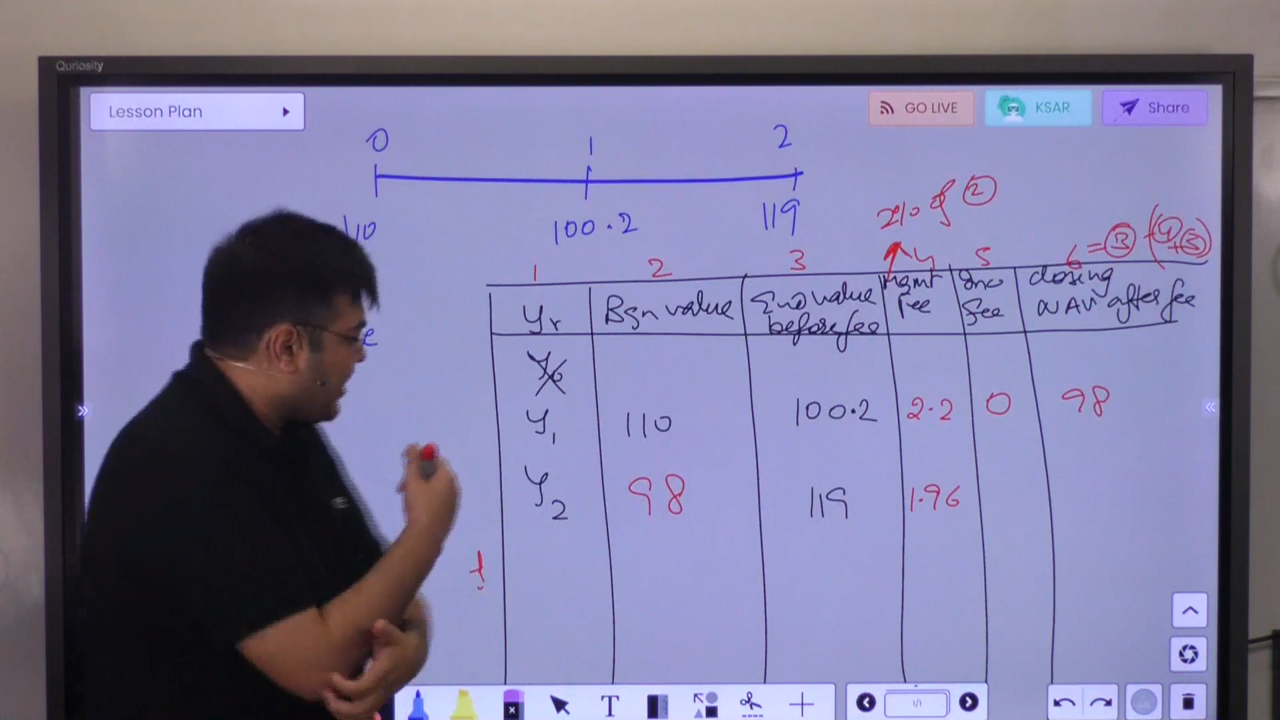 Quriosity
Lesson Plan
GO LIVE
KSAR
Share
0 1 2
110 100.2 119
2% of ②
1 2 3 4 5 6 = ③ - (④ + ⑤)
Yr Bgn value End value before fee Mgmt Fee Inc Fee closing NAV after fee
Y0
Y1 110 100.2 2.2 0 98
Y2 98 119 1.96
e
T
1/1